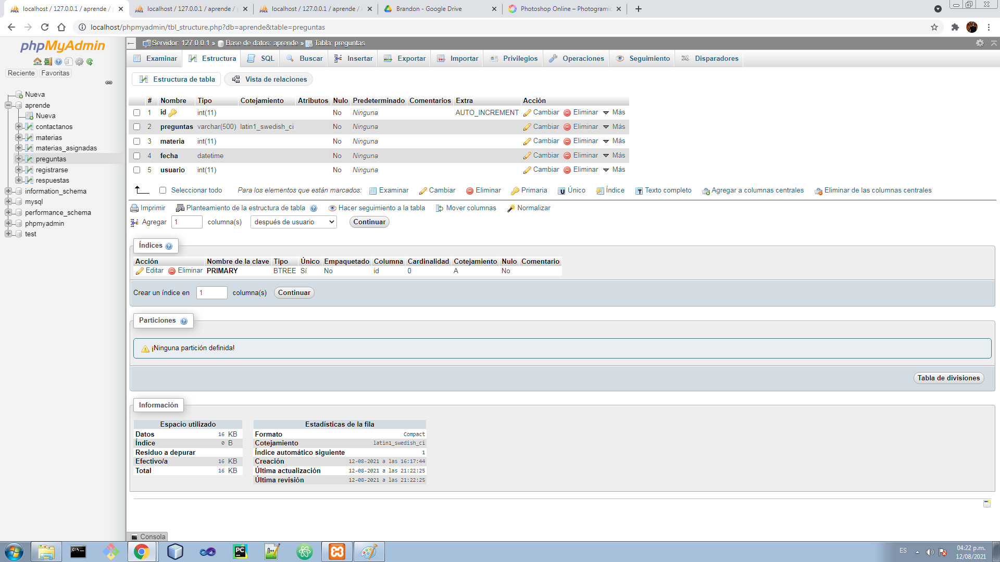 localhost / 127.0.0.1 / aprende / p
localhost / 127.0.0.1 / aprende /
localhost / 127.0.0.1 / aprende /
Brandon - Google Drive
Photoshop Online – Photogrami
localhost/phpmyadmin/tbl_structure.php?db=aprende&table=preguntas
phpMyAdmin
Reciente Favoritas
Nueva
aprende
Nueva
contactanos
materias
materias_asignadas
preguntas
registrarse
respuestas
information_schema
mysql
performance_schema
phpmyadmin
test
Servidor: 127.0.0.1 » Base de datos: aprende » Tabla: preguntas
Examinar Estructura SQL Buscar Insertar Exportar Importar Privilegios Operaciones Seguimiento Disparadores
Estructura de tabla Vista de relaciones
# Nombre Tipo Cotejamiento Atributos Nulo Predeterminado Comentarios Extra Acción
1 id int(11) No Ninguna AUTO_INCREMENT Cambiar Eliminar Más
2 preguntas varchar(500) latin1_swedish_ci No Ninguna Cambiar Eliminar Más
3 materia int(11) No Ninguna Cambiar Eliminar Más
4 fecha datetime No Ninguna Cambiar Eliminar Más
5 usuario int(11) No Ninguna Cambiar Eliminar Más
Seleccionar todo Para los elementos que están marcados: Examinar Cambiar Eliminar Primaria Único Índice Texto completo Agregar a columnas centrales Eliminar de las columnas centrales
Imprimir Planteamiento de la estructura de tabla Hacer seguimiento a la tabla Mover columnas Normalizar
Agregar 1 columna(s) después de usuario Continuar
Índices
Acción Nombre de la clave Tipo Único Empaquetado Columna Cardinalidad Cotejamiento Nulo Comentario
Editar Eliminar PRIMARY BTREE Sí No id 0 A No
Crear un índice en 1 columna(s) Continuar
Particiones
¡Ninguna partición definida!
Tabla de divisiones
Información
Espacio utilizado
Datos 16 KB
Índice 0 B
Residuo a depurar
Efectivo/a 16 KB
Total 16 KB
Estadísticas de la fila
Formato Compact
Cotejamiento latin1_swedish_ci
Índice automático siguiente 1
Creación 12-08-2021 a las 16:17:44
Última actualización 12-08-2021 a las 21:22:25
Última revisión 12-08-2021 a las 21:22:25
Consola
ES
04:22 p.m.
12/08/2021